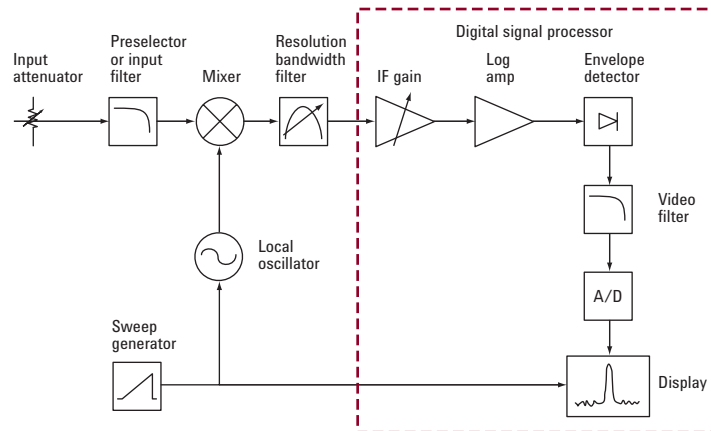 Digital signal processor
Input
attenuator
Preselector
or input
filter
Mixer
Resolution
bandwidth
filter
IF gain
Log
amp
Envelope
detector
Video
filter
Local
oscillator
A/D
Sweep
generator
Display